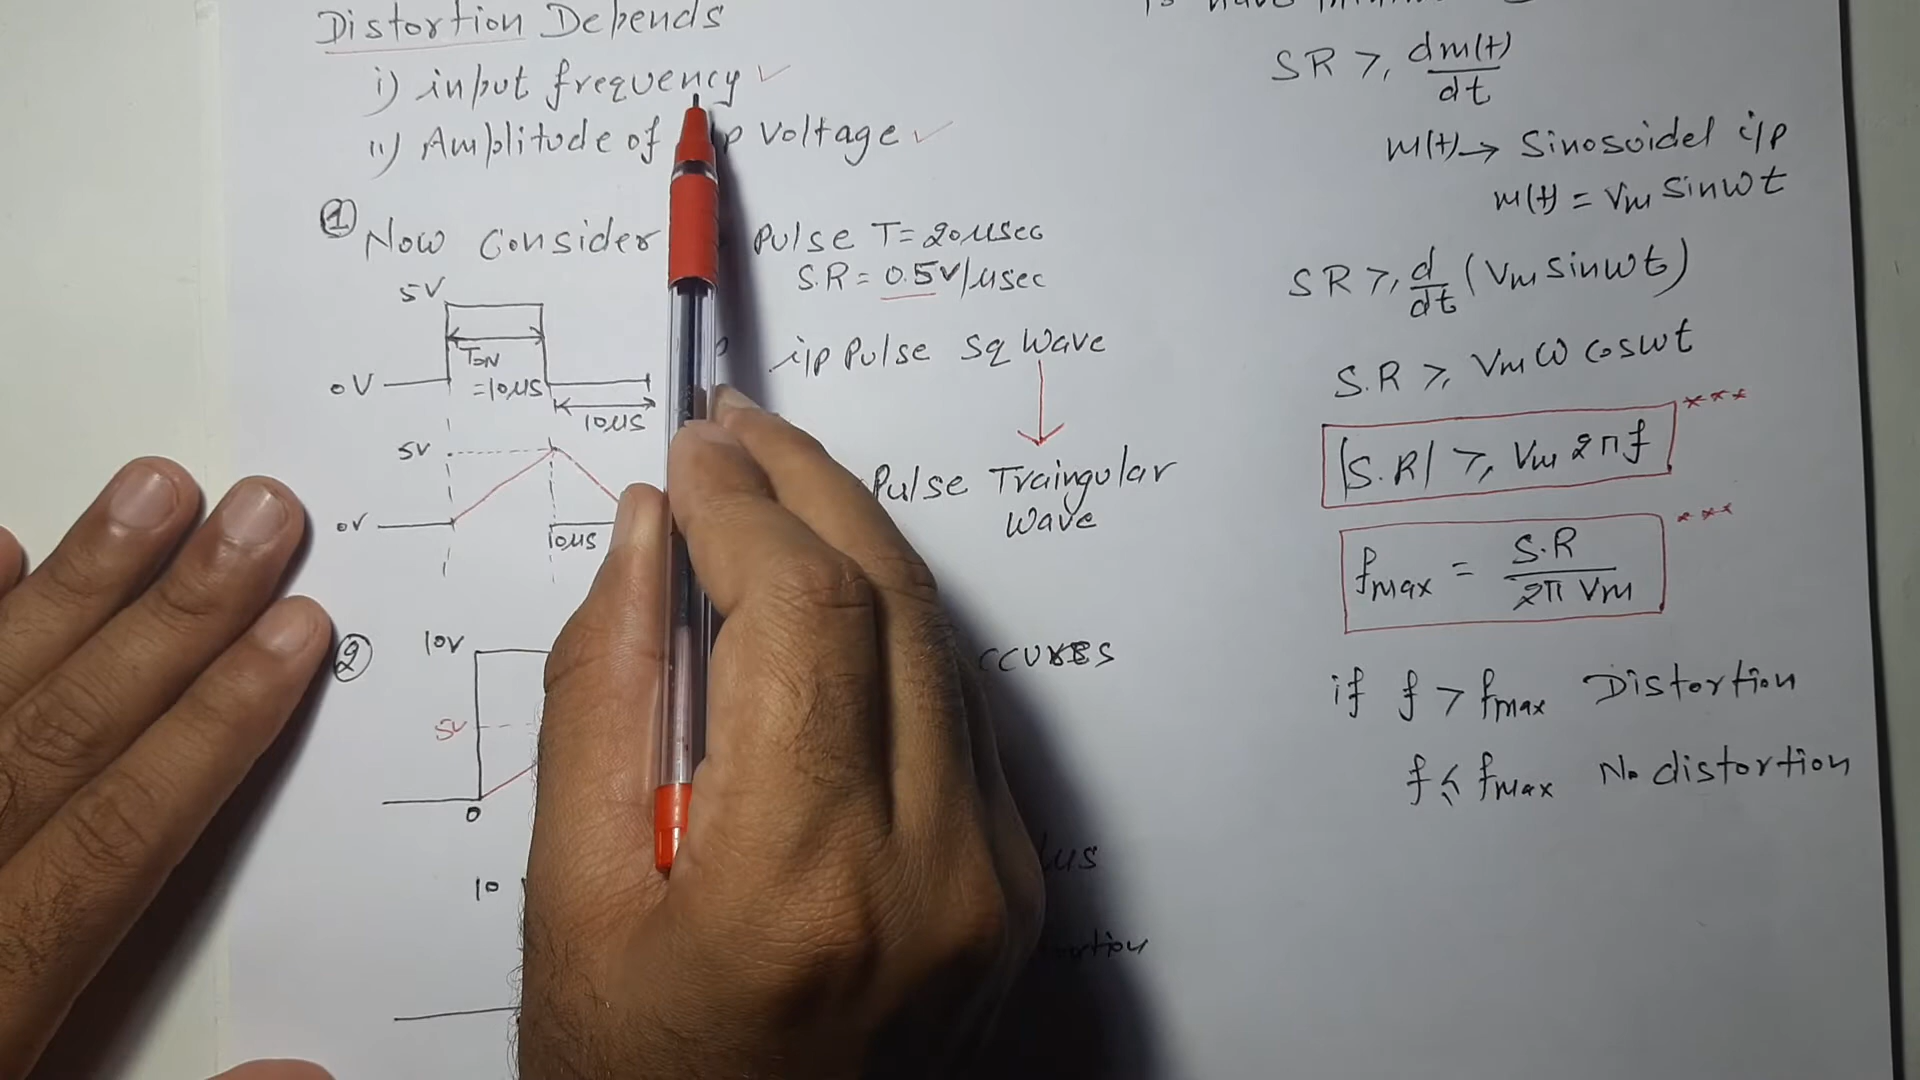 Distortion Depends
i) input frequency ✓
ii) Amplitude of p Voltage ✓
① Now Consider Pulse T = 20 μsec
S.R = 0.5V/μsec
5V
TON
= 10μs
0V
10μs
i/p Pulse Sq Wave
5V
0V
10μs
Pulse Traingular
Wave
②
10V
5V
0
10
SR ≥ dm(t)
dt
m(t) → Sinosoidel i/p
m(t) = Vm Sinωt
SR ≥ d/dt (Vm Sinωt)
S.R ≥ Vm ω cosωt
|S.R| ≥ Vm 2πf ***
fmax = S.R / 2π Vm ***
if f > fmax Distortion
f ≤ fmax No distortion